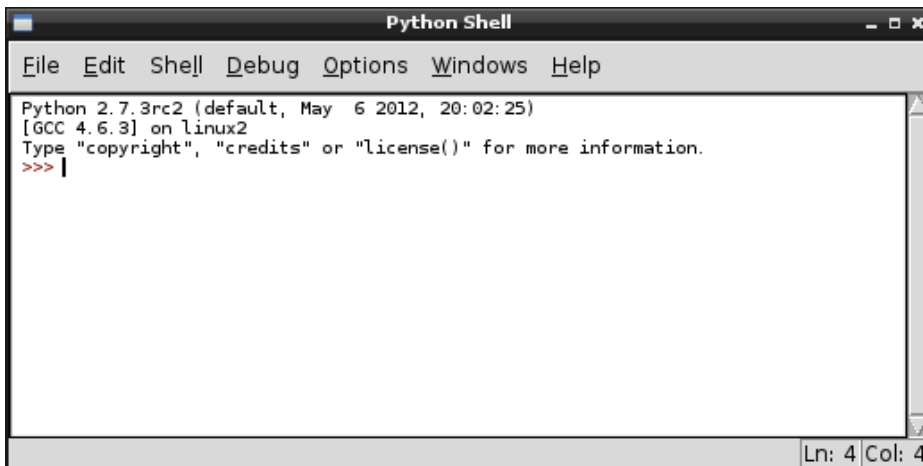 Python Shell
File Edit Shell Debug Options Windows Help
Python 2.7.3rc2 (default, May  6 2012, 20:02:25)
[GCC 4.6.3] on linux2
Type "copyright", "credits" or "license()" for more information.
>>>
Ln: 4 Col: 4